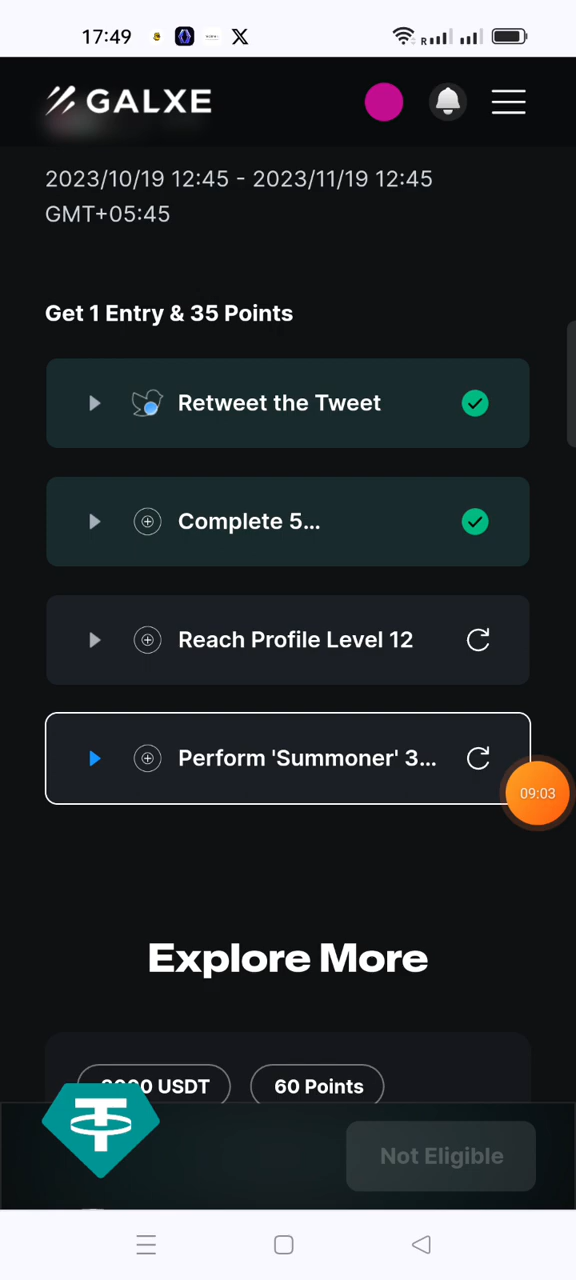 17:49
GALXE
2023/10/19 12:45 - 2023/11/19 12:45
GMT+05:45
Get 1 Entry & 35 Points
Retweet the Tweet
Complete 5...
Reach Profile Level 12
Perform 'Summoner' 3...
09:03
Explore More
USDT
60 Points
Not Eligible